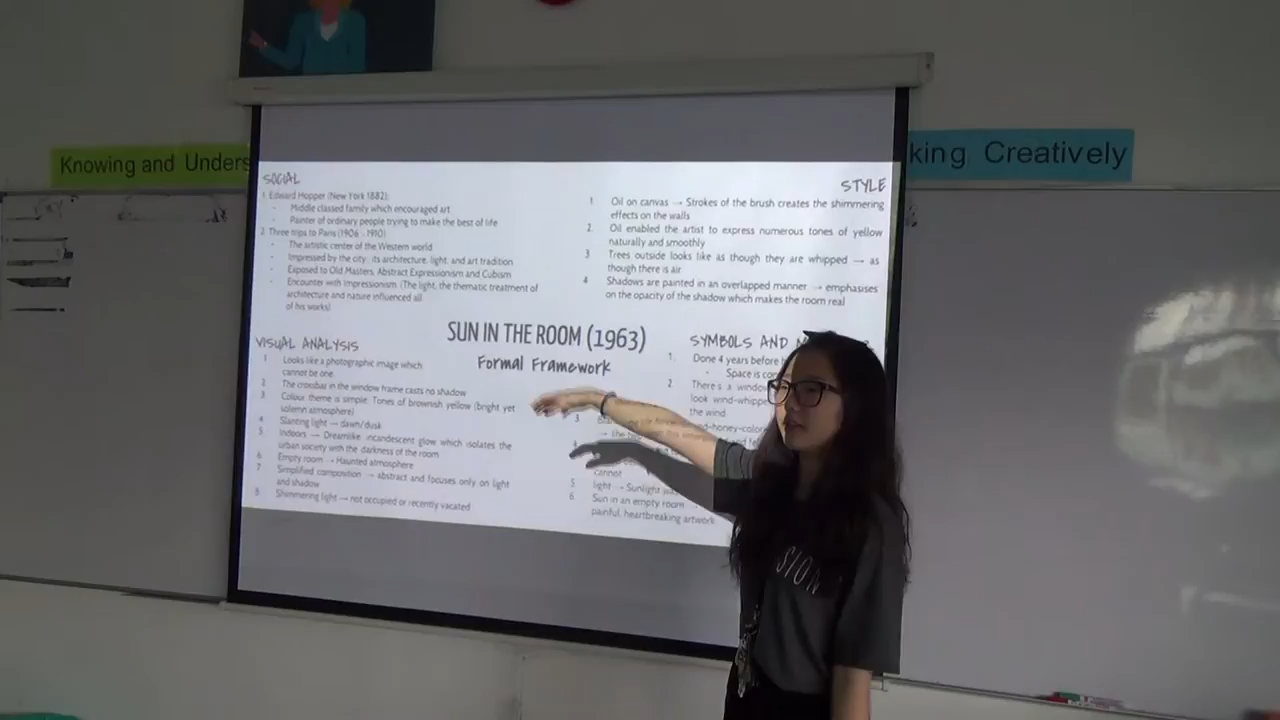 Knowing and Unders
king Creatively
SOCIAL
1. Edward Hopper (New York 1882):
- Middle classed family which encouraged art
- Painter of ordinary people trying to make the best of life
2. Three trips to Paris (1906 - 1910)
- The artistic center of the Western world
- Impressed by the city, its architecture, light, and art tradition
- Exposed to Old Masters, Abstract Expressionism and Cubism
- Encounter with Impressionism. (The light, the thematic treatment of
architecture and nature influenced all
of his works)
STYLE
1. Oil on canvas → Strokes of the brush creates the shimmering
effects on the walls
2. Oil enabled the artist to express numerous tones of yellow
naturally and smoothly
3. Trees outside looks like as though they are whipped → as
though there is air
4. Shadows are painted in an overlapped manner → emphasises
on the opacity of the shadow which makes the room real
SUN IN THE ROOM (1963)
Formal Framework
VISUAL ANALYSIS
1. Looks like a photographic image which
cannot be one
2. The crossbar in the window frame casts no shadow
3. Colour theme is simple: Tones of brownish yellow (bright yet
solemn atmosphere)
4. Slanting light → dawn/dusk
5. Indoors → Dreamlike incandescent glow which isolates the
urban society with the darkness of the room
6. Empty room → Haunted atmosphere
7. Simplified composition → abstract and focuses only on light
and shadow
8. Shimmering light → not occupied or recently vacated
SYMBOLS AND M
1. Done 4 years before h
- Space is
2. There's a window
look wind-whippe
the wind
3
nd-honey-color
4
cannot
5. light → Sunlight
6. Sun in an empty room
painful, heartbreaking artwork
SION